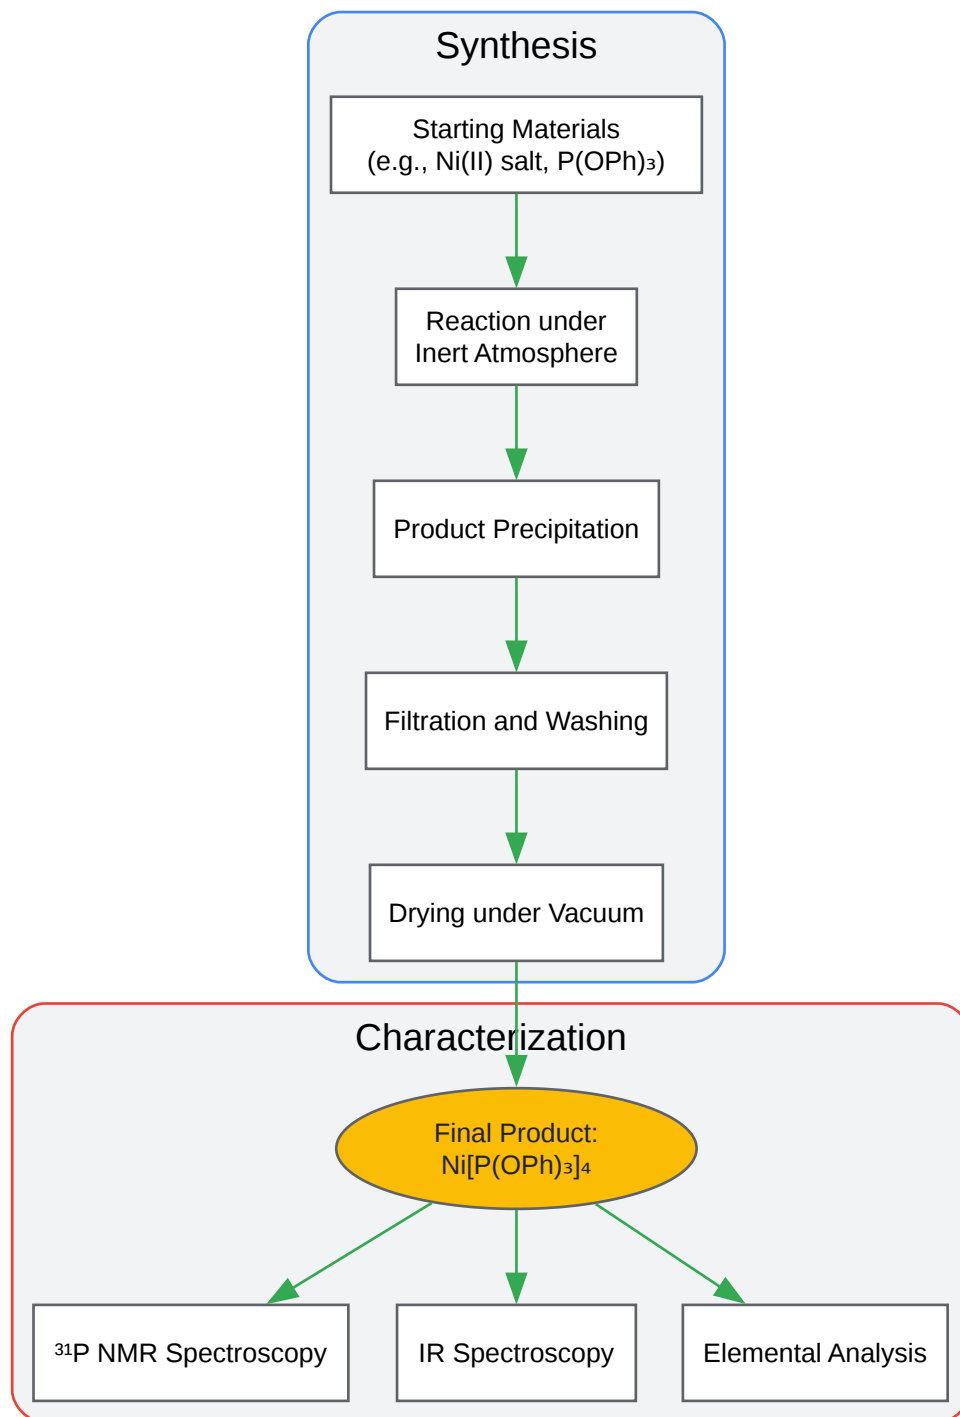 Synthesis
Starting Materials
(e.g., Ni(II) salt, P(OPh)₃)
Reaction under
Inert Atmosphere
Product Precipitation
Filtration and Washing
Drying under Vacuum
Characterization
Final Product:
Ni[P(OPh)₃]₄
³¹P NMR Spectroscopy
IR Spectroscopy
Elemental Analysis